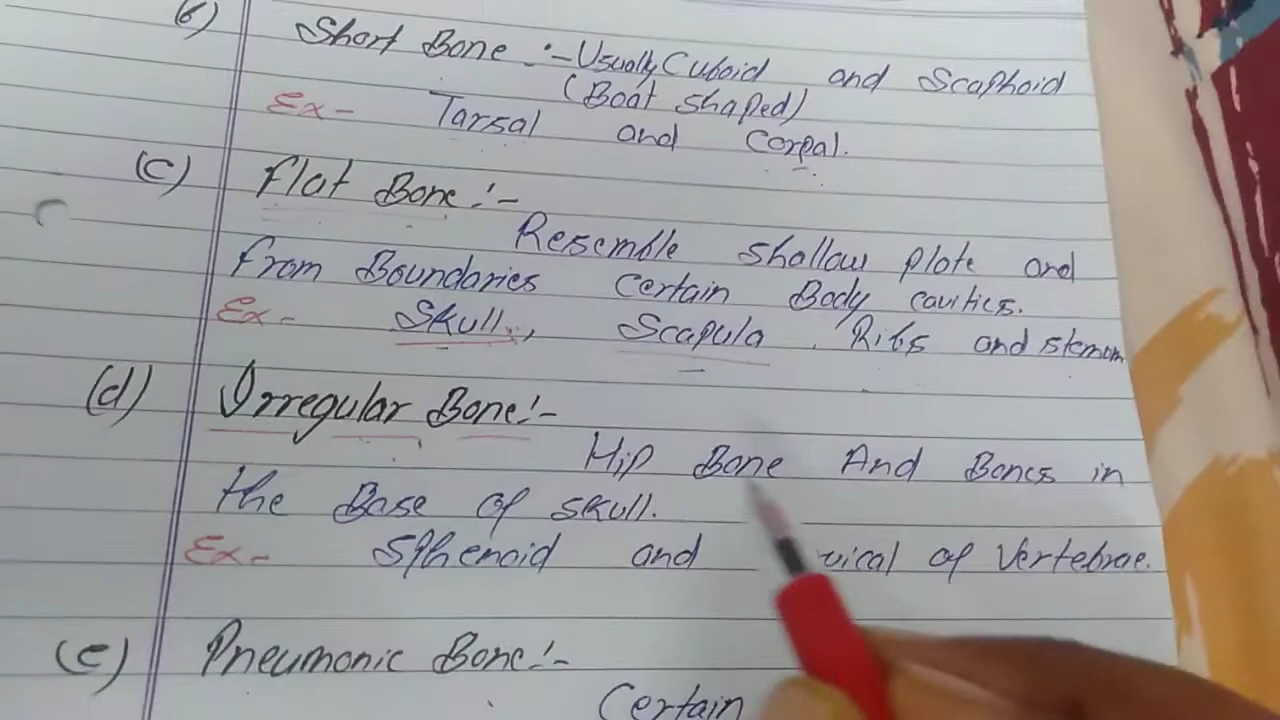 (b) Short Bone :- Usually Cuboid and Scaphoid
(Boat Shaped)
Ex- Tarsal and Corpal.
(C) Flat Bone :-
Resemble shallow plate and
from Boundaries Certain Body cavities.
Ex- Skull, Scapula, Ribs and
(d) Irregular Bone :-
Hip Bone And Bones in
the Base of skull.
Ex- Sphenoid and vical of Vertebrae.
(e) Pneumonic Bone :-
Certain